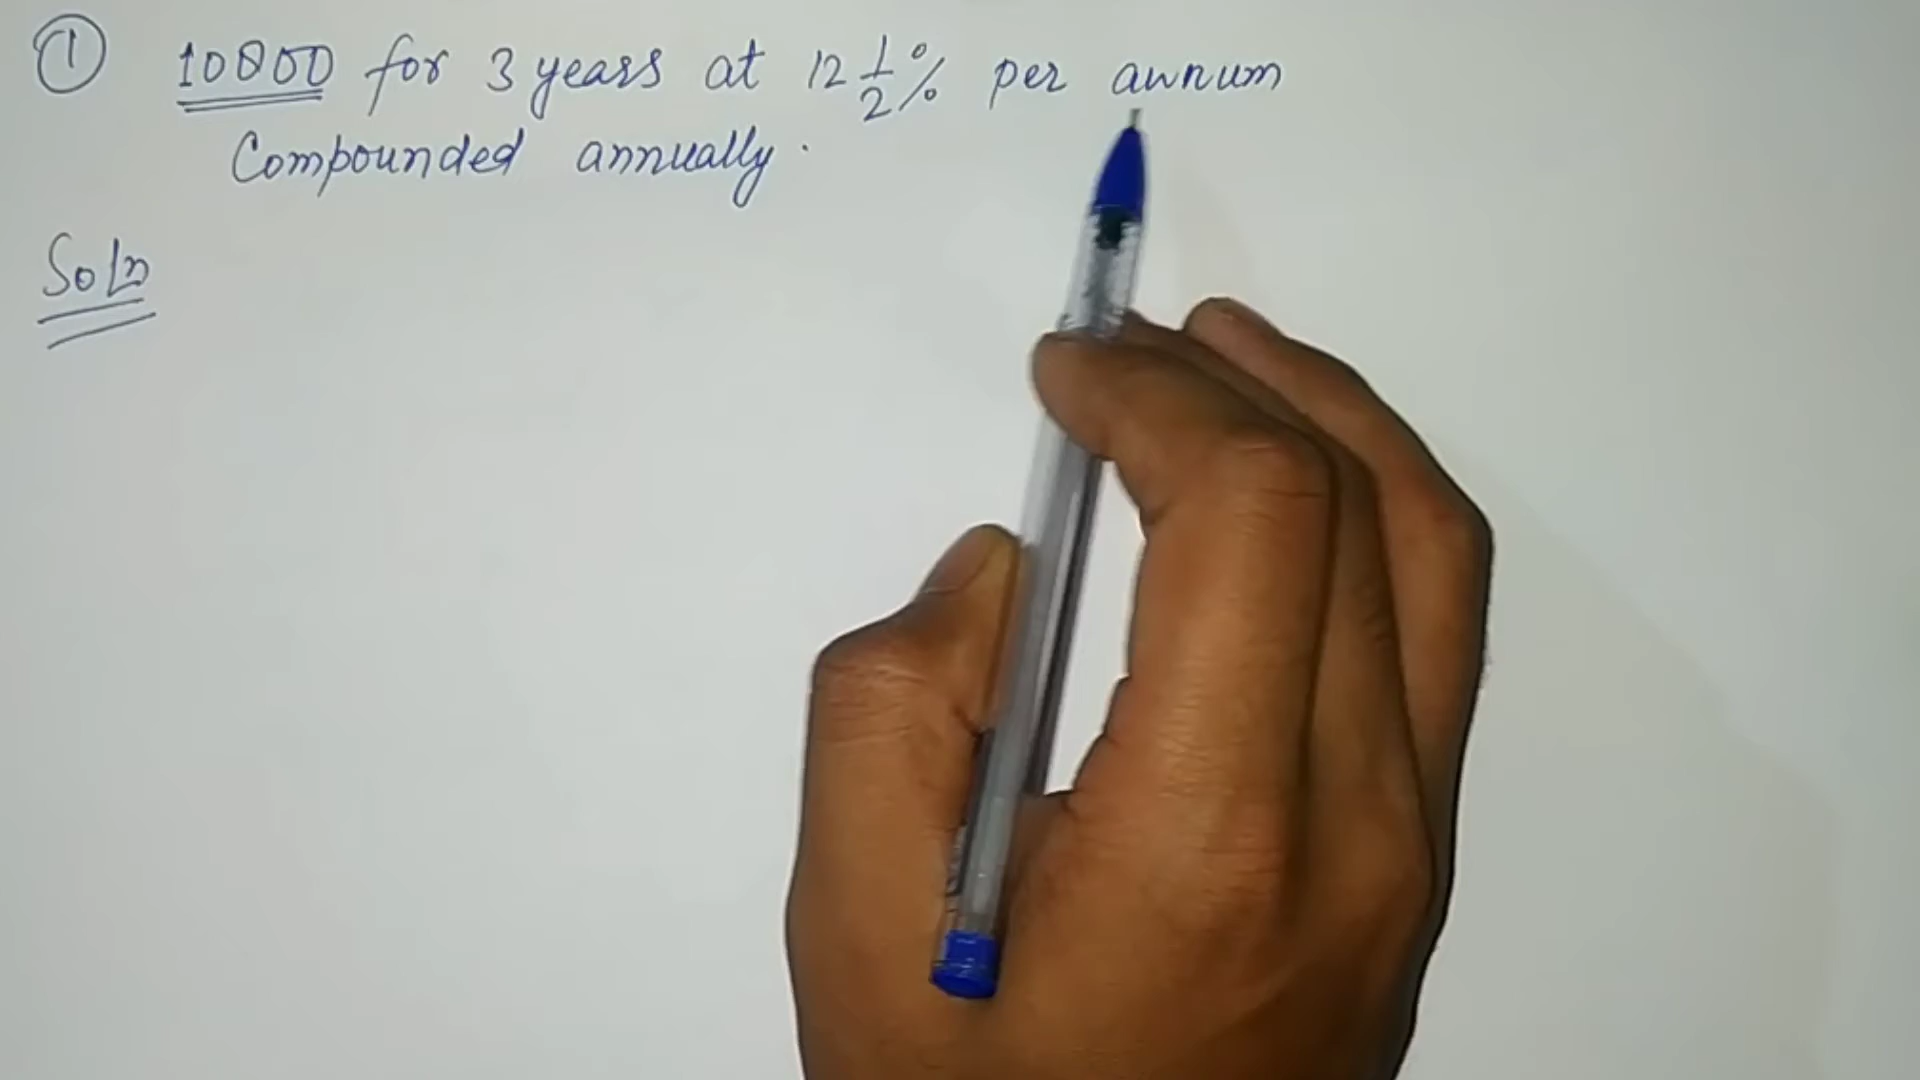 ① 10000 for 3 years at 12 1/2 % per annum
Compounded annually.
Soln